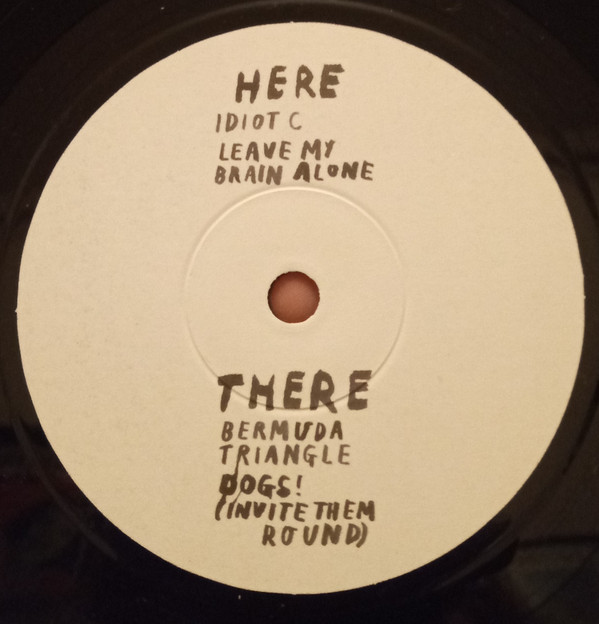 HERE
IDIOT C
LEAVE MY
BRAIN ALONE
THERE
BERMUDA
TRIANGLE
DOGS!
(INVITE THEM
ROUND)